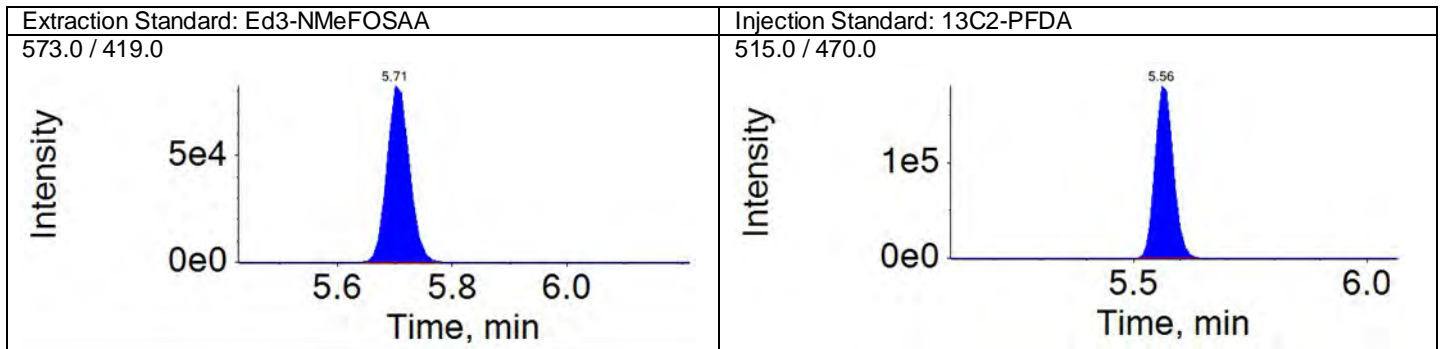 Extraction Standard: Ed3-NMeFOSAA
573.0 / 419.0
5.71
Intensity
5e4
0e0
5.6 5.8 6.0
Time, min
Injection Standard: 13C2-PFDA
515.0 / 470.0
5.56
Intensity
1e5
0e0
5.5 6.0
Time, min